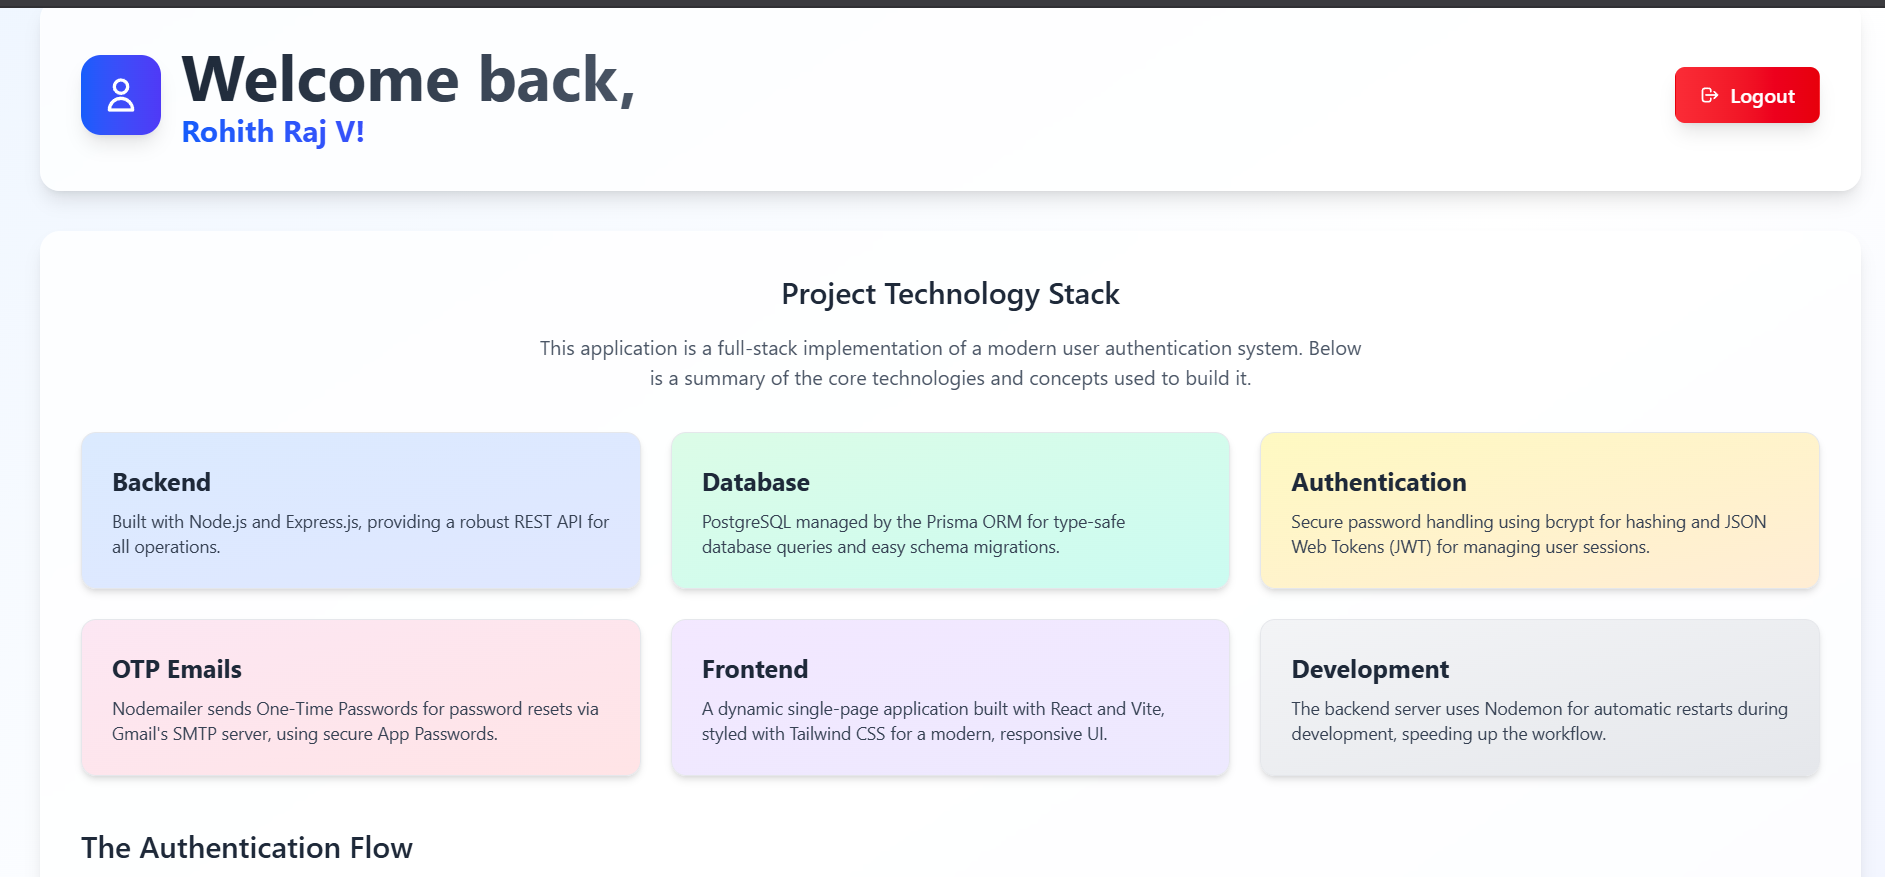 Welcome back,
Rohith Raj V!
Logout
Project Technology Stack
This application is a full-stack implementation of a modern user authentication system. Below
is a summary of the core technologies and concepts used to build it.
Backend
Built with Node.js and Express.js, providing a robust REST API for
all operations.
Database
PostgreSQL managed by the Prisma ORM for type-safe
database queries and easy schema migrations.
Authentication
Secure password handling using bcrypt for hashing and JSON
Web Tokens (JWT) for managing user sessions.
OTP Emails
Nodemailer sends One-Time Passwords for password resets via
Gmail's SMTP server, using secure App Passwords.
Frontend
A dynamic single-page application built with React and Vite,
styled with Tailwind CSS for a modern, responsive UI.
Development
The backend server uses Nodemon for automatic restarts during
development, speeding up the workflow.
The Authentication Flow